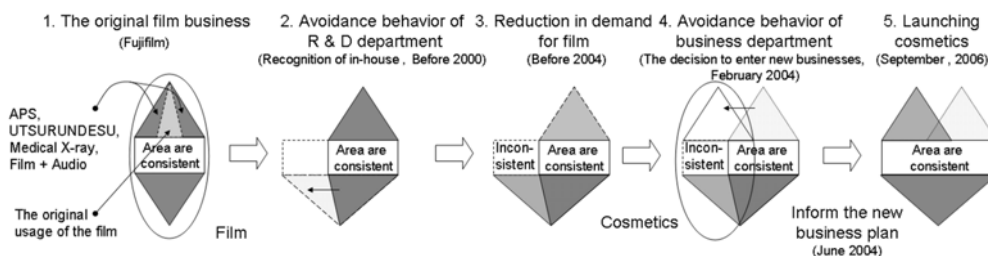 1. The original film business
(Fujifilm)
APS,
UTSURUNDESU,
Medical X-ray,
Film + Audio
Area are
consistent
The original
usage of the film
Film
2. Avoidance behavior of
R & D department
(Recognition of in-house , Before 2000)
Area are
consistent
3. Reduction in demand
for film
(Before 2004)
Incon-
sistent
Area are
consistent
4. Avoidance behavior of
business department
(The decision to enter new businesses,
February 2004)
Incon-
sistent
Area are
consistent
Cosmetics
Inform the new
business plan
(June 2004)
5. Launching
cosmetics
(September , 2006)
Area are consistent